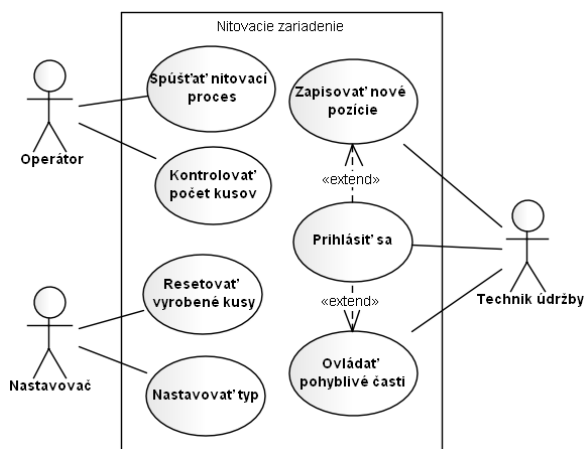 Nitovacie zariadenie
Spúšťať nitovací
proces
Zapisovať nové
pozície
Operátor
«extend»
Kontrolovať
počet kusov
Prihlásiť sa
Technik údržby
Resetovať
vyrobené kusy
«extend»
Nastavovač
Nastavovať typ
Ovládať
pohyblivé časti